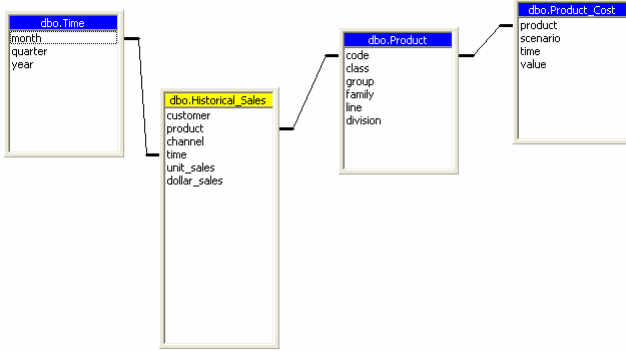 dbo.Time
month
quarter
year
dbo.Historical_Sales
customer
product
channel
time
unit_sales
dollar_sales
dbo.Product
code
class
group
family
line
division
dbo.Product_Cost
product
scenario
time
value